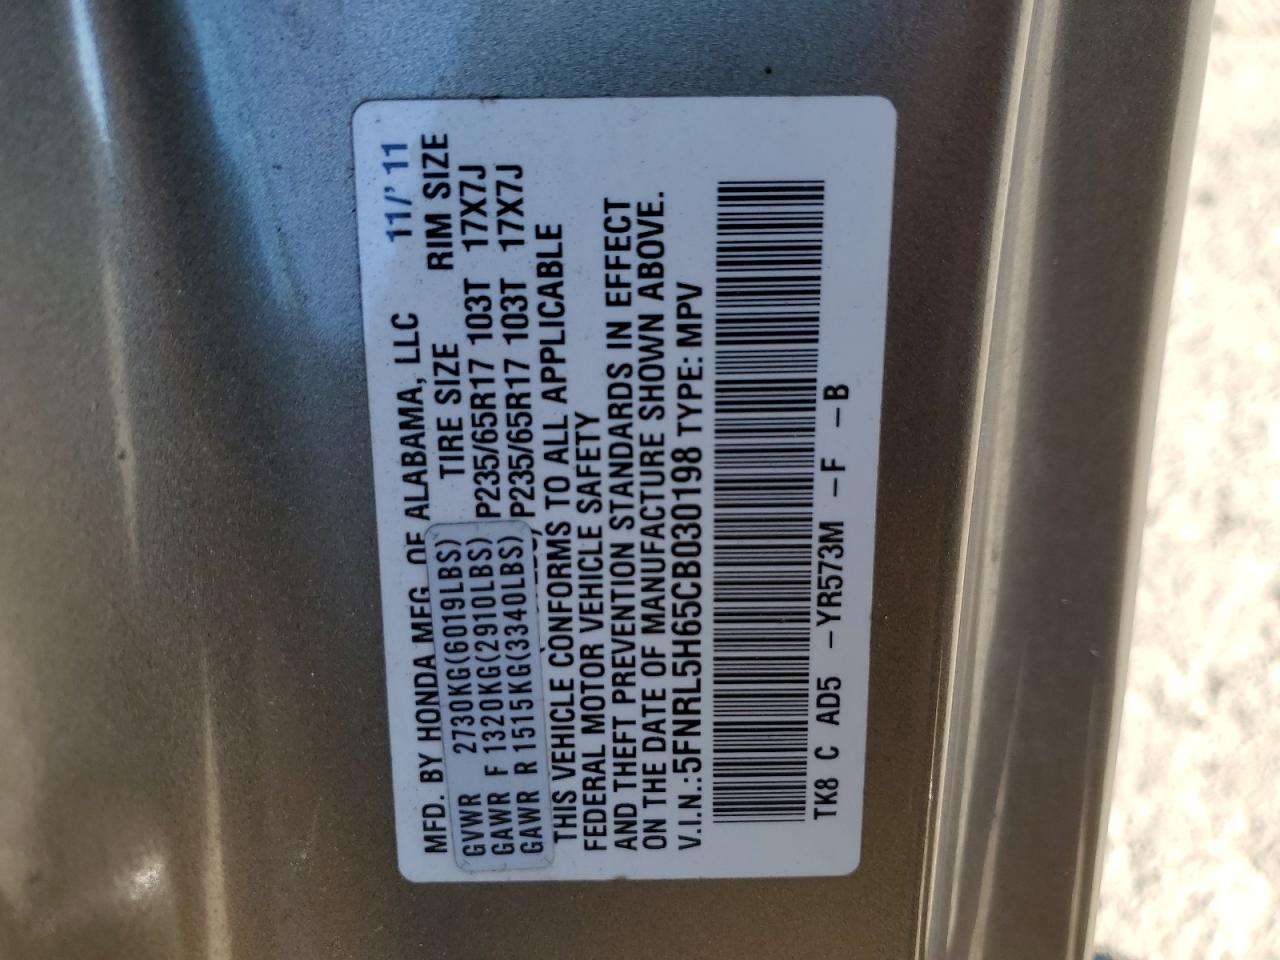 MFD. BY HONDA MFG. OF ALABAMA, LLC 11/'11
TIRE SIZE RIM SIZE
GVWR 2730KG(6019LBS)
GAWR F 1320KG(2910LBS) P235/65R17 103T 17X7J
GAWR R 1515KG(3340LBS) P235/65R17 103T 17X7J
THIS VEHICLE CONFORMS TO ALL APPLICABLE
FEDERAL MOTOR VEHICLE SAFETY
AND THEFT PREVENTION STANDARDS IN EFFECT
ON THE DATE OF MANUFACTURE SHOWN ABOVE.
V.I.N.:5FNRL5H65CB030198 TYPE: MPV
TK8 C AD5 -YR573M -F -B